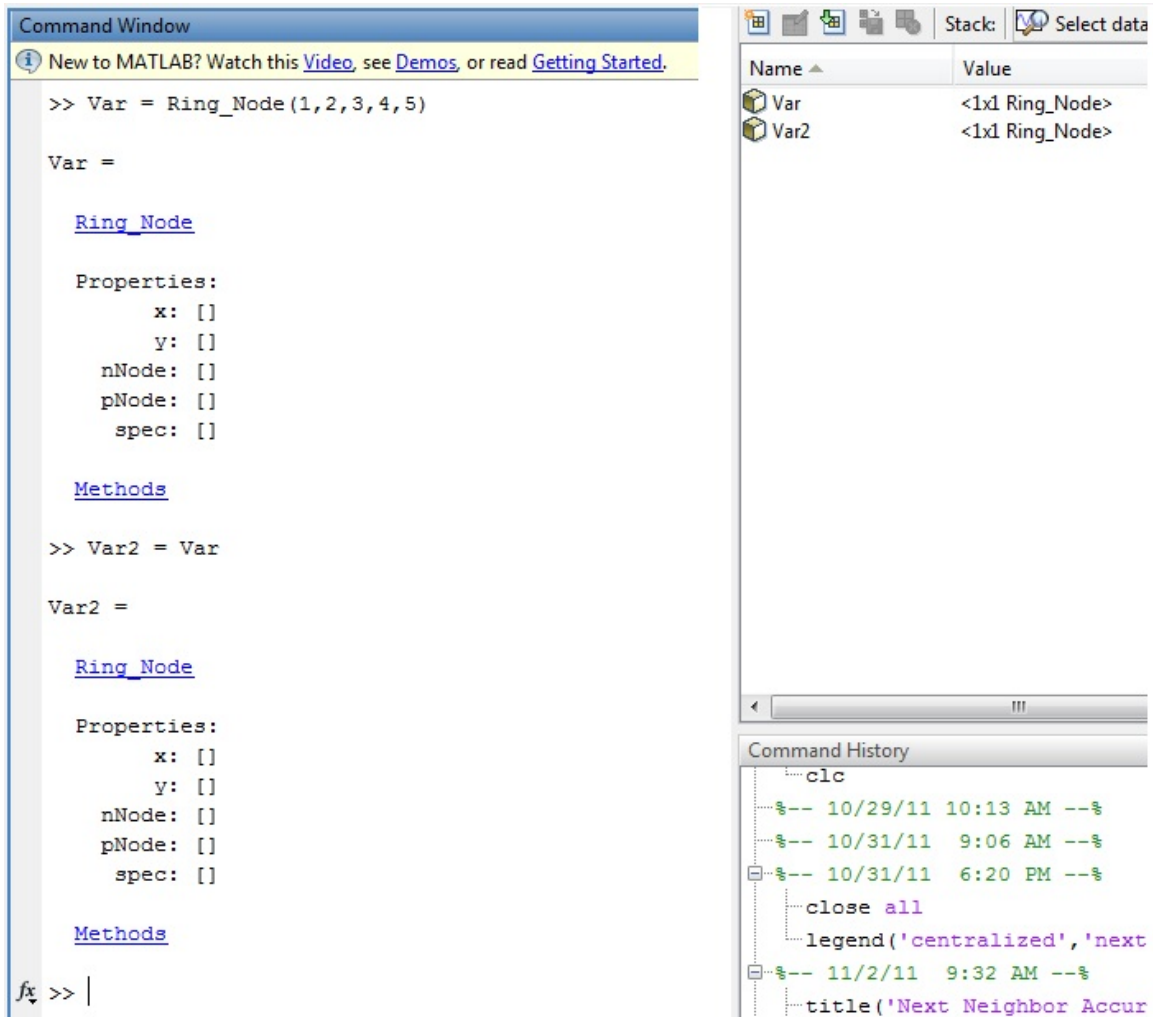 Command Window
New to MATLAB? Watch this Video, see Demos, or read Getting Started.
>> Var = Ring_Node(1,2,3,4,5)
Var =
Ring_Node
Properties:
x: []
y: []
nNode: []
pNode: []
spec: []
Methods
>> Var2 = Var
Var2 =
Ring_Node
Properties:
x: []
y: []
nNode: []
pNode: []
spec: []
Methods
fx >>
Stack: Select data
Name Value
Var <1x1 Ring_Node>
Var2 <1x1 Ring_Node>
Command History
clc
%-- 10/29/11 10:13 AM --%
%-- 10/31/11 9:06 AM --%
%-- 10/31/11 6:20 PM --%
close all
legend('centralized','next
%-- 11/2/11 9:32 AM --%
title('Next Neighbor Accur